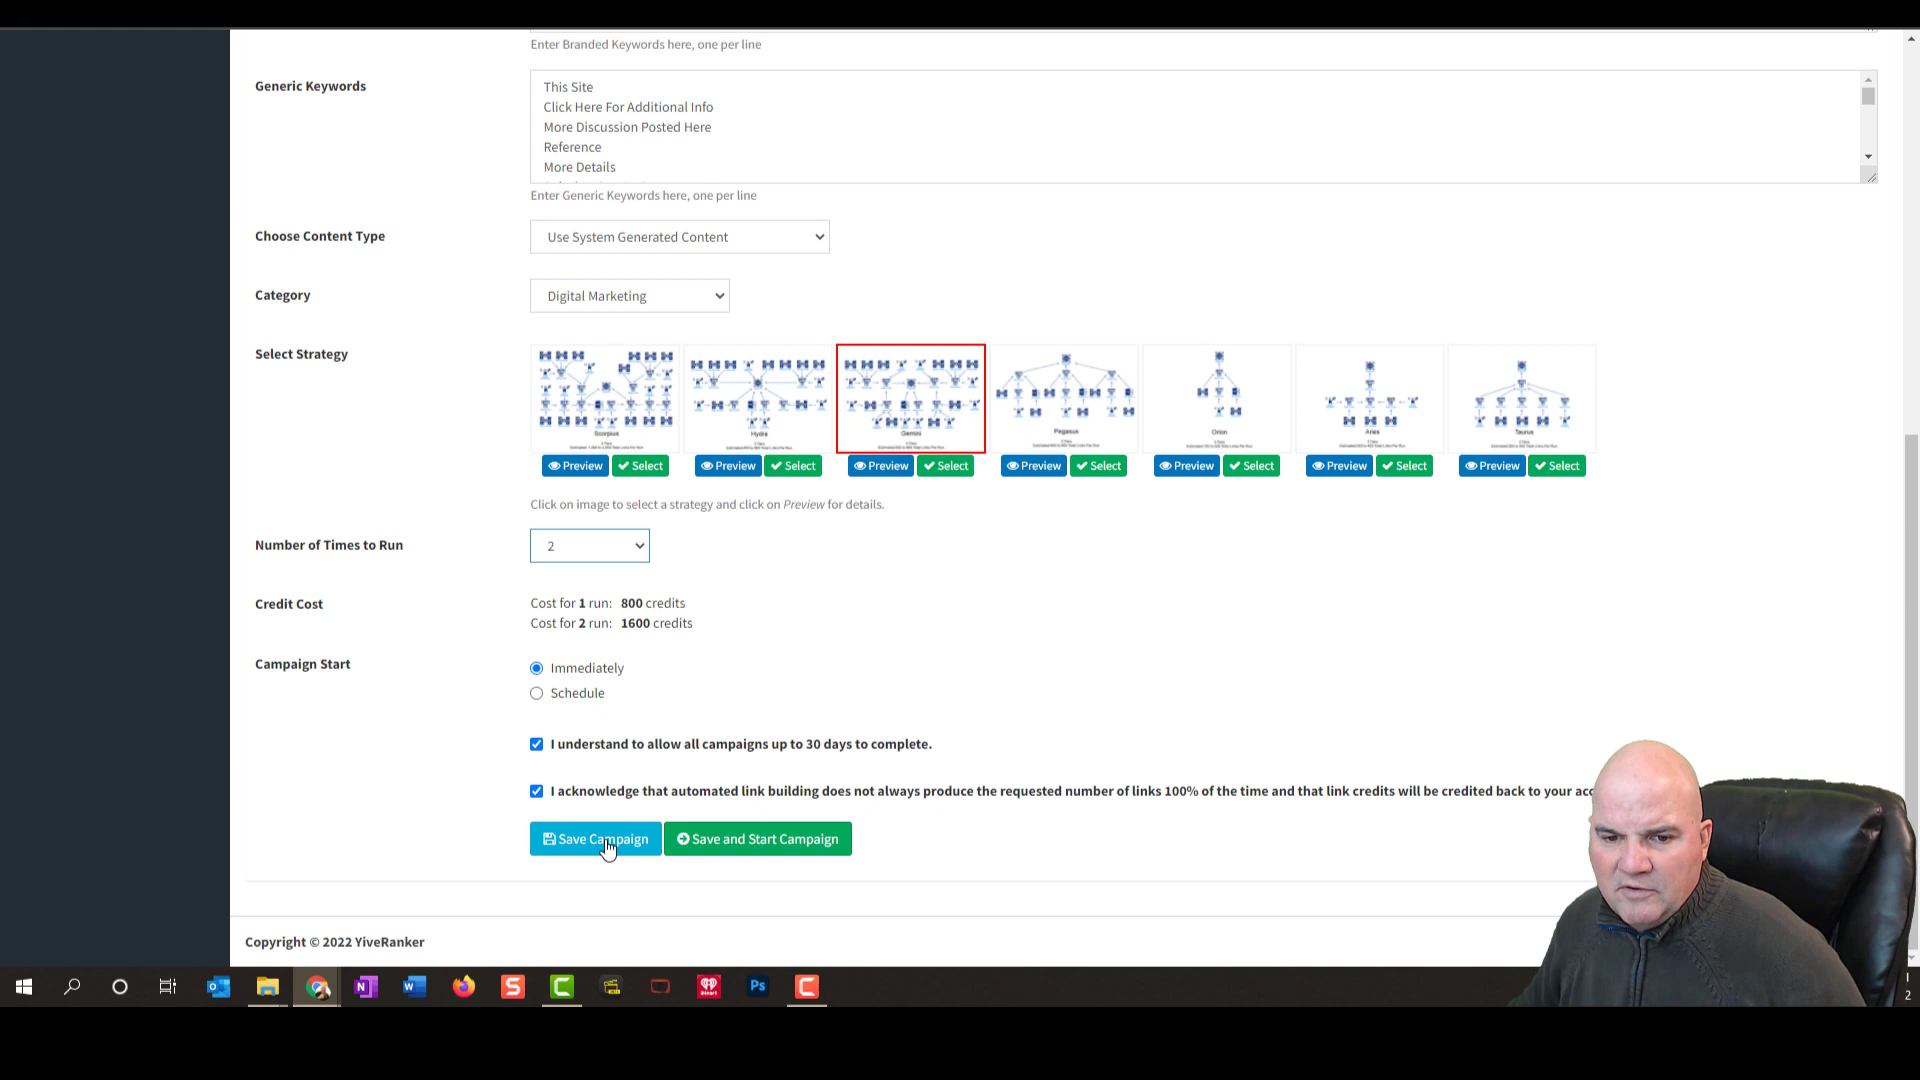 Enter Branded Keywords here, one per line
Generic Keywords
This Site
Click Here For Additional Info
More Discussion Posted Here
Reference
More Details
Enter Generic Keywords here, one per line
Choose Content Type
Use System Generated Content
Category
Digital Marketing
Select Strategy
Scorpius
Hydra
Gemini
Pegasus
Orion
Aries
Taurus
Preview Select Preview Select Preview Select Preview Select Preview Select Preview Select Preview Select
Click on image to select a strategy and click on Preview for details.
Number of Times to Run
2
Credit Cost
Cost for 1 run: 800 credits
Cost for 2 run: 1600 credits
Campaign Start
Immediately
Schedule
I understand to allow all campaigns up to 30 days to complete.
I acknowledge that automated link building does not always produce the requested number of links 100% of the time and that link credits will be credited back to your
Save Campaign Save and Start Campaign
Copyright © 2022 YiveRanker